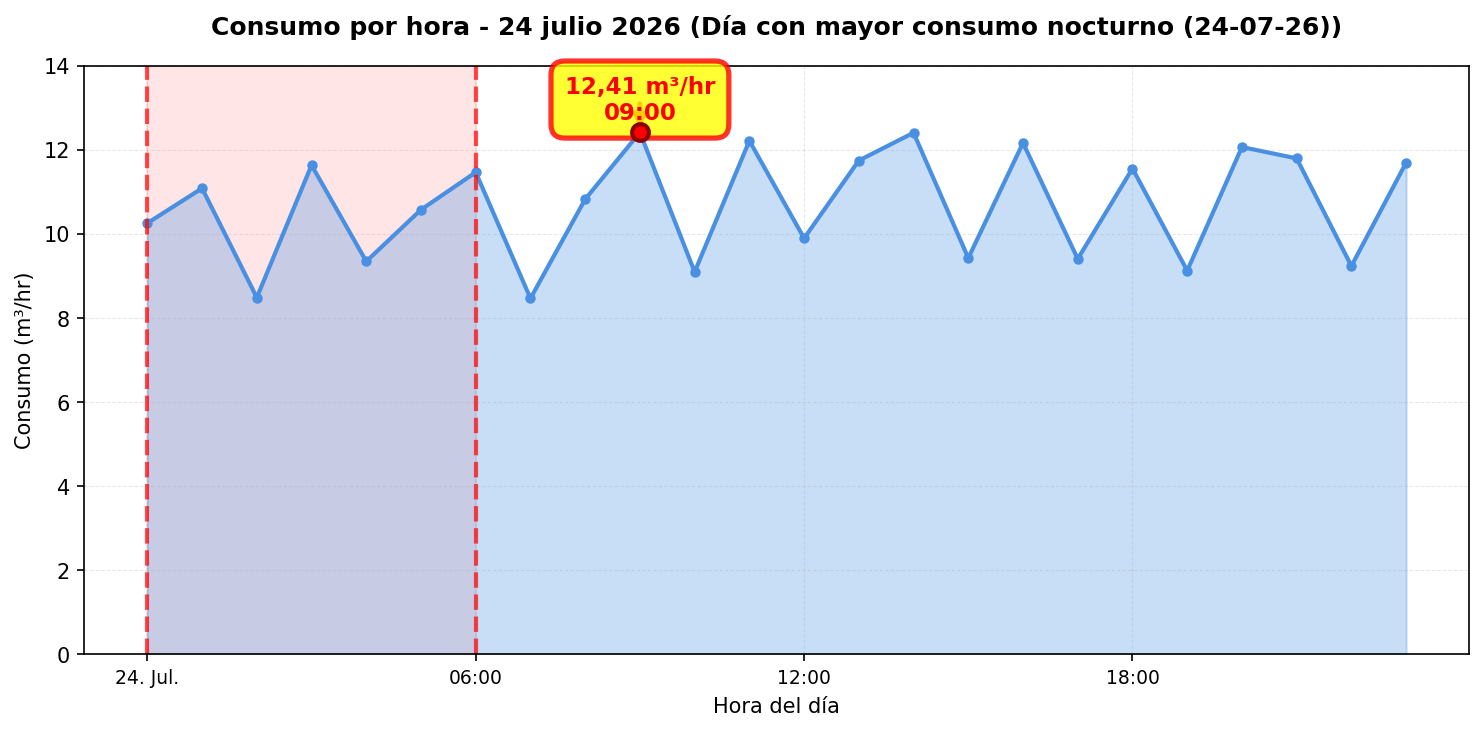 Consumo por hora - 24 julio 2026 (Día con mayor consumo nocturno (24-07-26))
12,41 m³/hr
09:00
14
12
10
8
6
4
2
0
Consumo (m³/hr)
24. Jul.
06:00
12:00
18:00
Hora del día